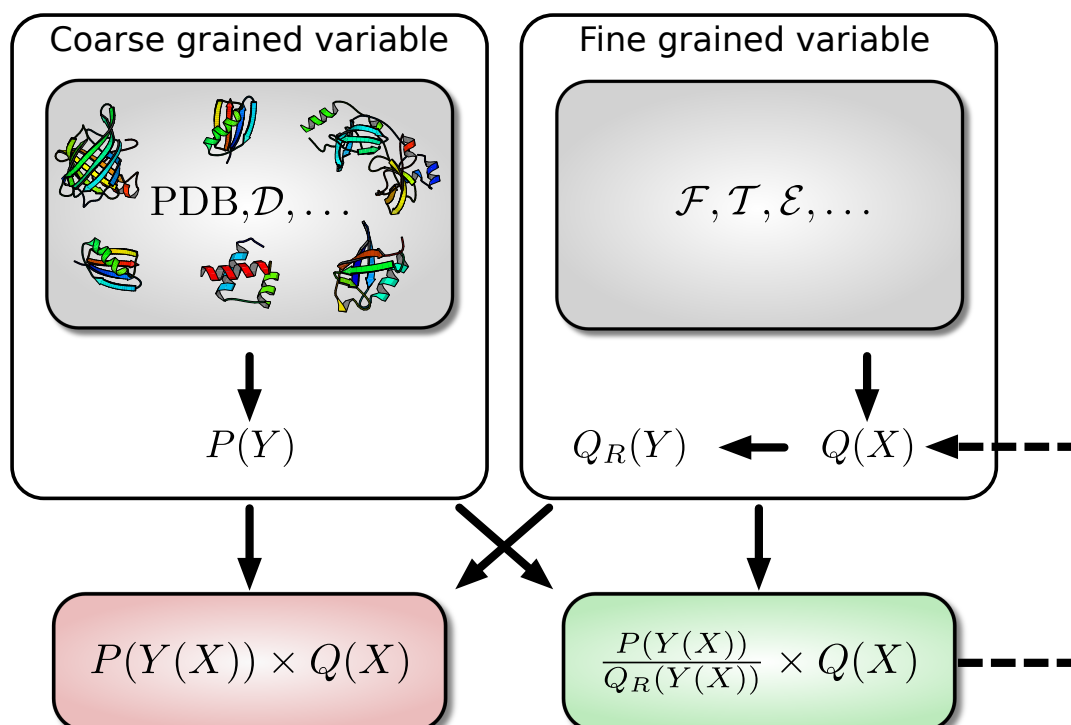 Coarse grained variable
PDB, 𝒟, . . .
P(Y)
Fine grained variable
ℱ, 𝒯, ℰ, . . .
Q_R(Y) Q(X)
P(Y(X)) × Q(X)
P(Y(X))
Q_R(Y(X)) × Q(X)